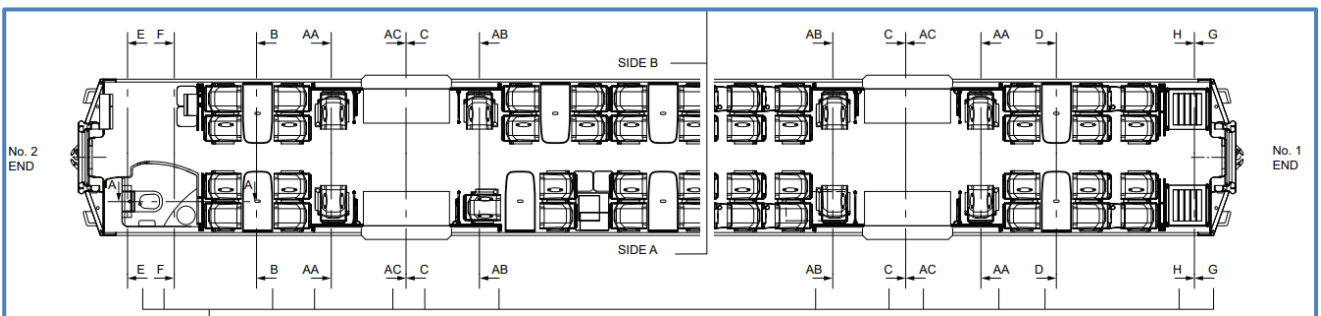 E F B AA AC C AB AB C AC AA D H G
SIDE B
No. 2
END
No. 1
END
A A
SIDE A
E F B AA AC C AB AB C AC AA D H G